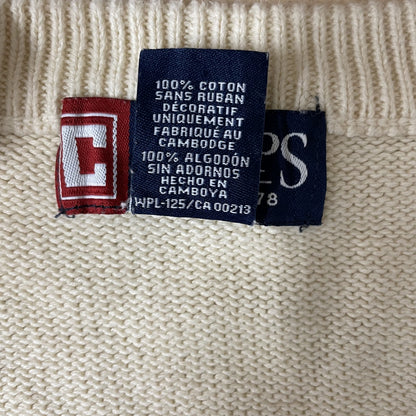 100% COTON
SANS RUBAN
DÉCORATIF
UNIQUEMENT
FABRIQUÉ AU
CAMBODGE
100% ALGODÓN
SIN ADORNOS
HECHO EN
CAMBOYA
WPL-125/CA 00213
C
PS
78